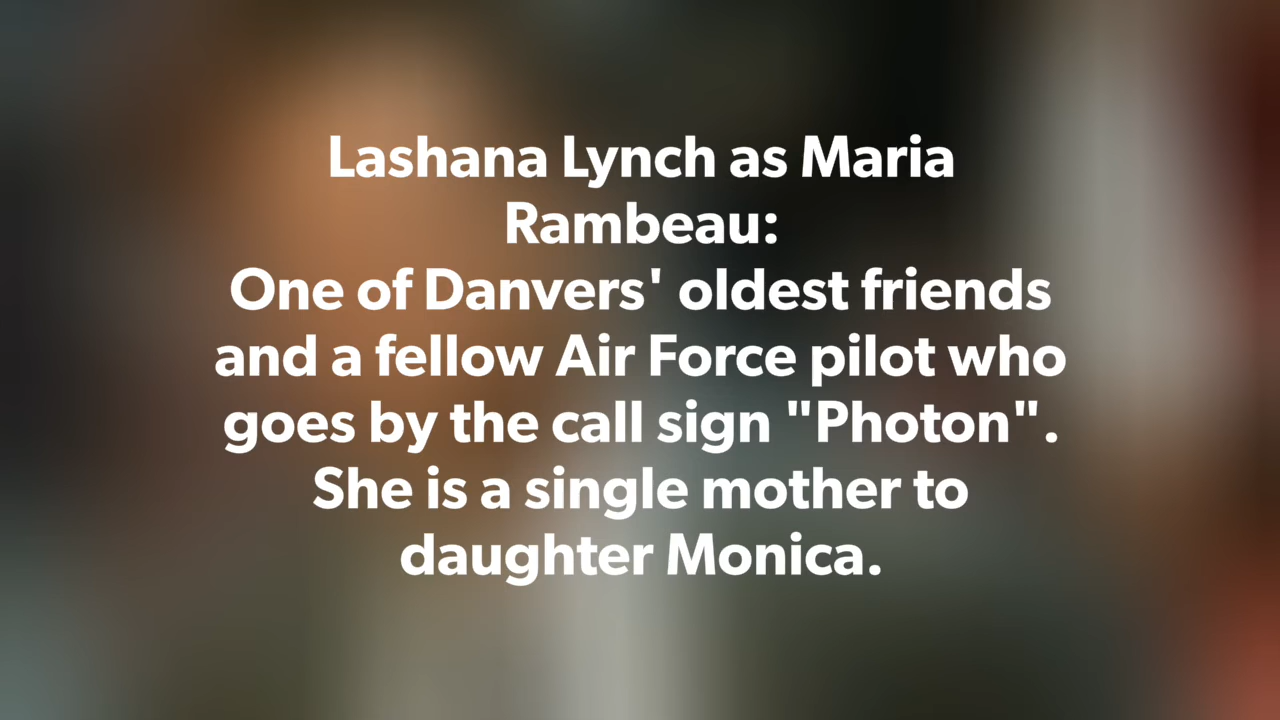 Lashana Lynch as Maria
Rambeau:
One of Danvers' oldest friends
and a fellow Air Force pilot who
goes by the call sign "Photon".
She is a single mother to
daughter Monica.